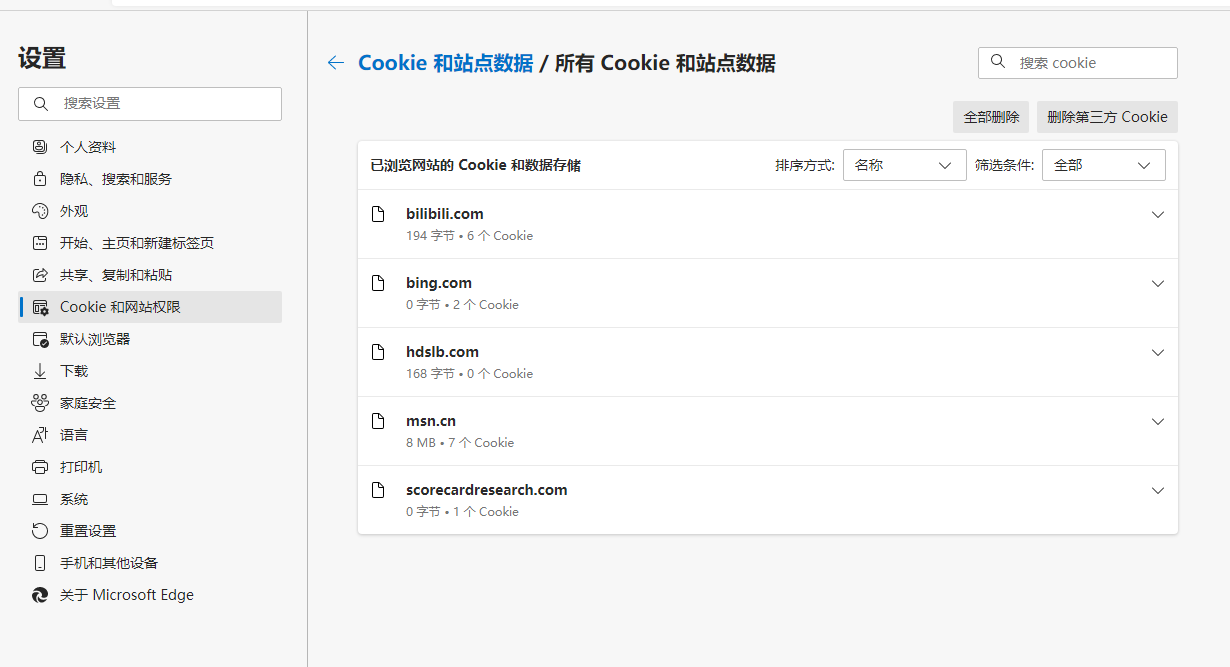 设置
搜索设置
个人资料
隐私、搜索和服务
外观
开始、主页和新建标签页
共享、复制和粘贴
Cookie 和网站权限
默认浏览器
下载
家庭安全
语言
打印机
系统
重置设置
手机和其他设备
关于 Microsoft Edge
Cookie 和站点数据 / 所有 Cookie 和站点数据
搜索 cookie
全部删除 删除第三方 Cookie
已浏览网站的 Cookie 和数据存储 排序方式: 名称 筛选条件: 全部
bilibili.com
194 字节 • 6 个 Cookie
bing.com
0 字节 • 2 个 Cookie
hdslb.com
168 字节 • 0 个 Cookie
msn.cn
8 MB • 7 个 Cookie
scorecardresearch.com
0 字节 • 1 个 Cookie